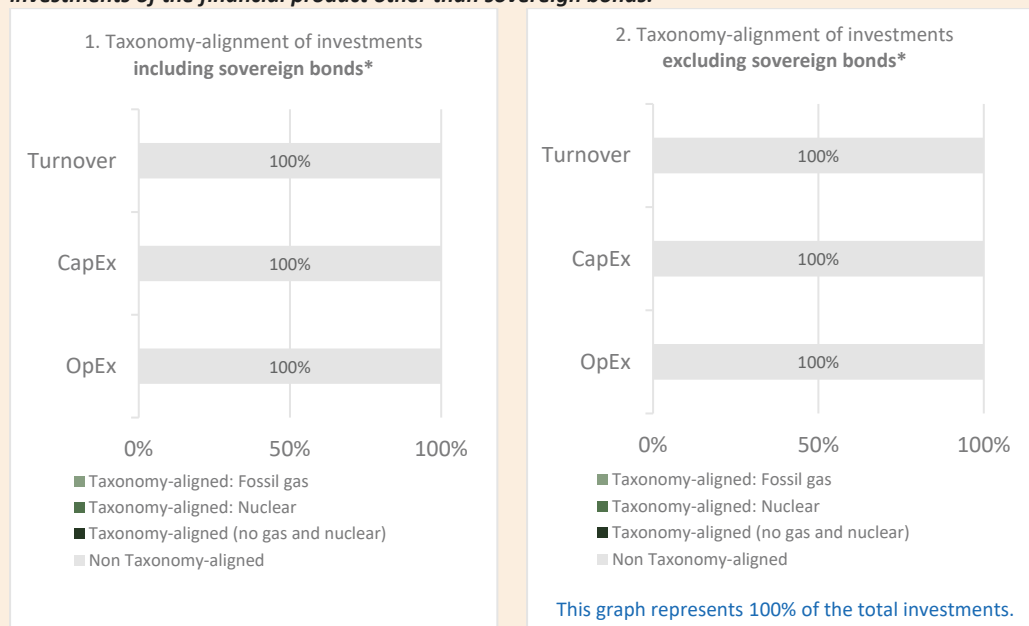 investments of the financial product other than sovereign bonds.
1. Taxonomy-alignment of investments
including sovereign bonds*
Turnover
100%
CapEx
100%
OpEx
100%
0%
50%
100%
Taxonomy-aligned: Fossil gas
Taxonomy-aligned: Nuclear
Taxonomy-aligned (no gas and nuclear)
Non Taxonomy-aligned
2. Taxonomy-alignment of investments
excluding sovereign bonds*
Turnover
100%
CapEx
100%
OpEx
100%
0%
50%
100%
Taxonomy-aligned: Fossil gas
Taxonomy-aligned: Nuclear
Taxonomy-aligned (no gas and nuclear)
Non Taxonomy-aligned
This graph represents 100% of the total investments.